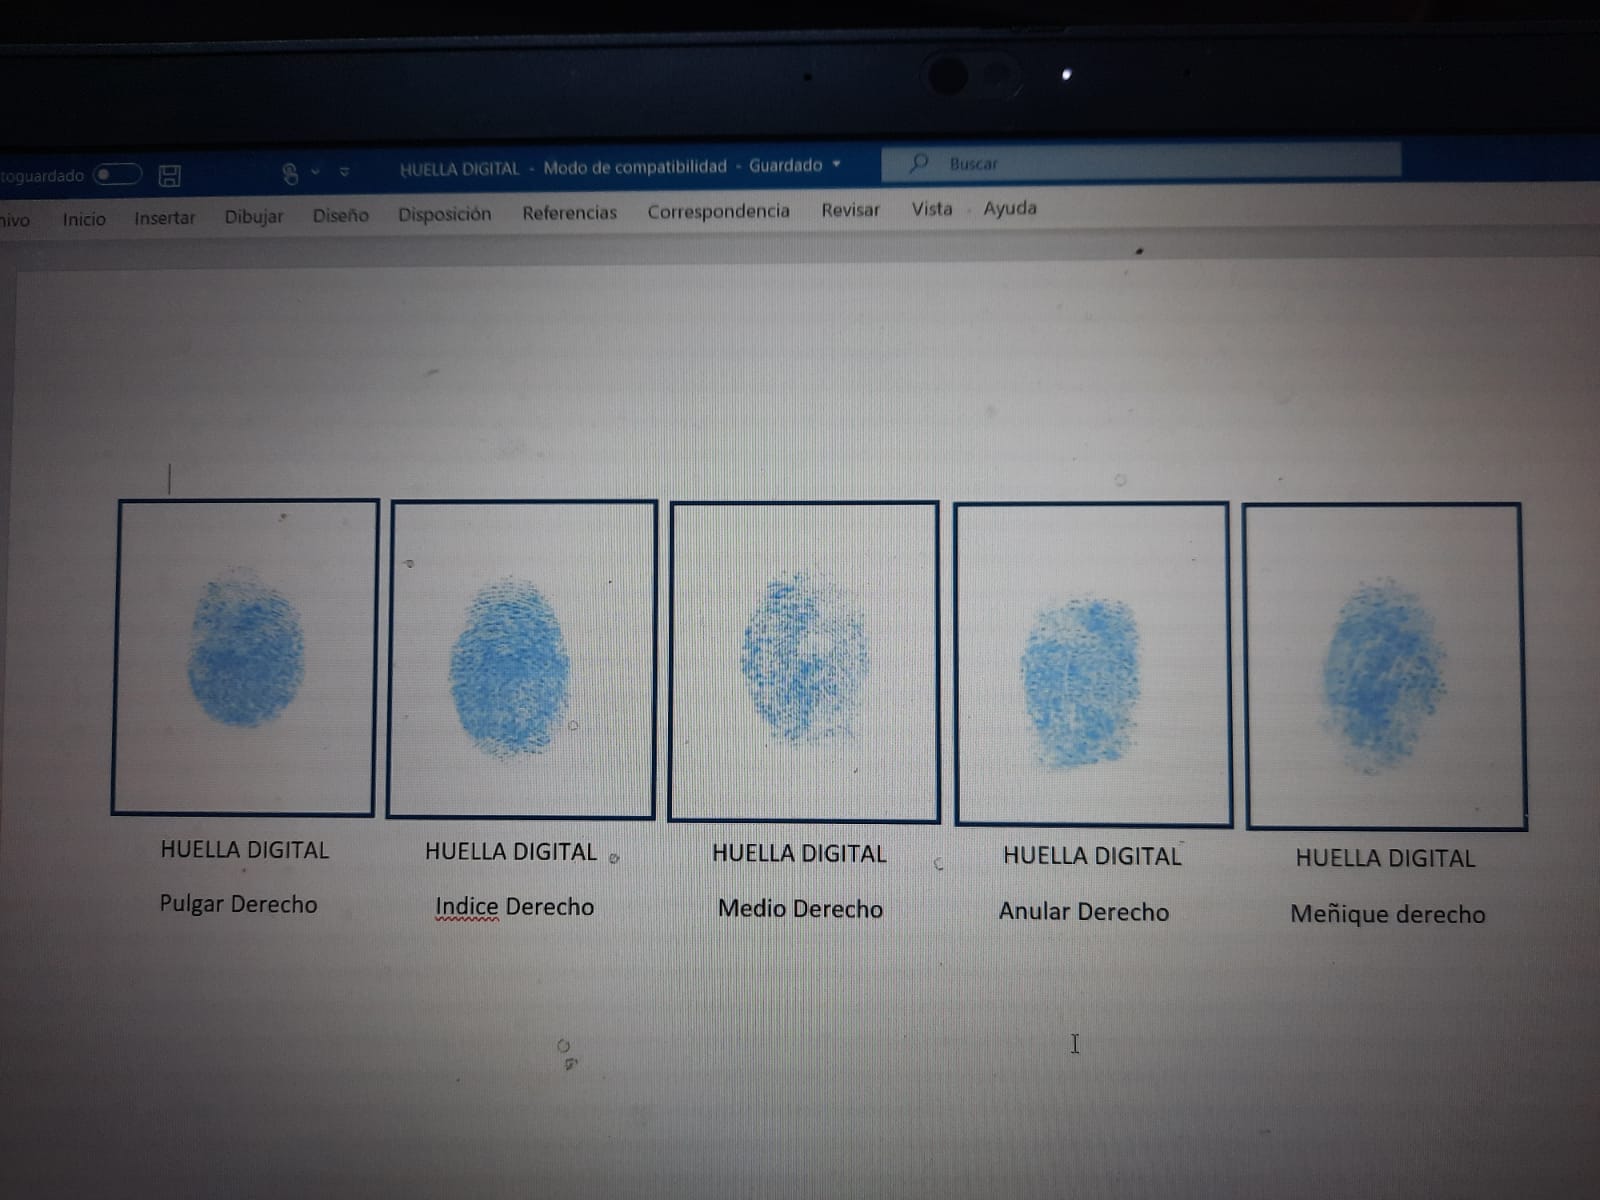 toguardado
HUELLA DIGITAL - Modo de compatibilidad - Guardado
Buscar
Inicio Insertar Dibujar Diseño Disposición Referencias Correspondencia Revisar Vista Ayuda
HUELLA DIGITAL HUELLA DIGITAL HUELLA DIGITAL HUELLA DIGITAL HUELLA DIGITAL
Pulgar Derecho Indice Derecho Medio Derecho Anular Derecho Meñique derecho